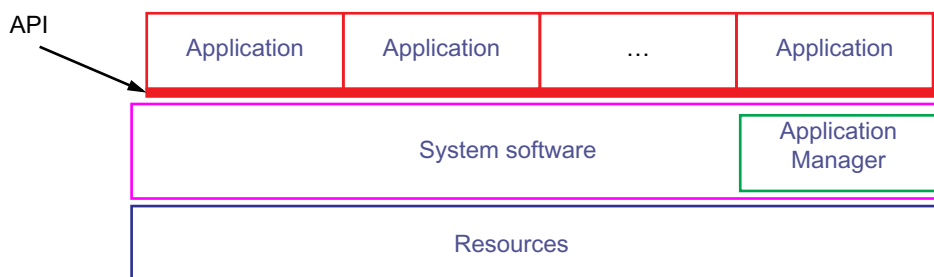 API
Application
Application
…
Application
System software
Application
Manager
Resources